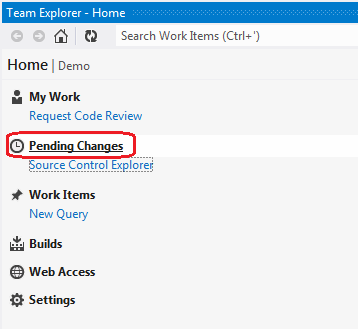 Team Explorer - Home
Search Work Items (Ctrl+')
Home | Demo
My Work
Request Code Review
Pending Changes
Source Control Explorer
Work Items
New Query
Builds
Web Access
Settings